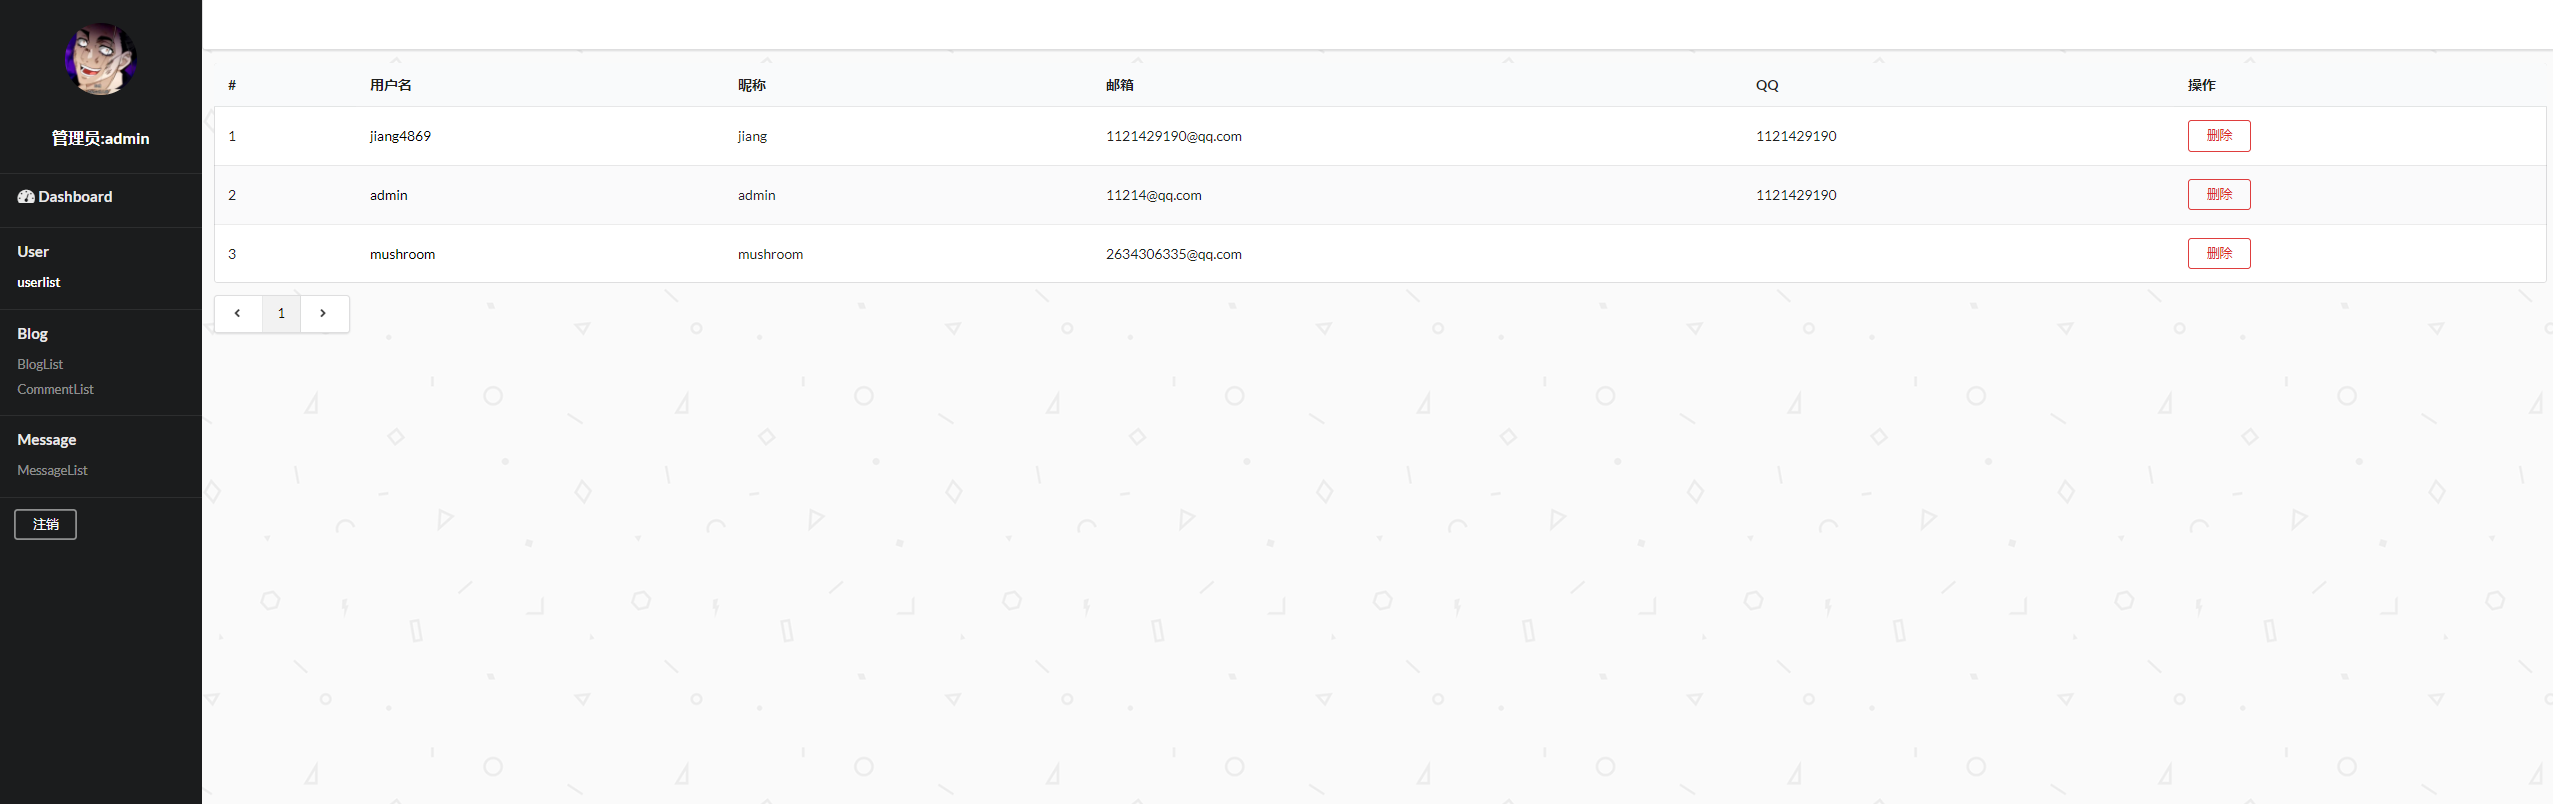 管理员:admin
Dashboard
User
userlist
Blog
BlogList
CommentList
Message
MessageList
注销
# 用户名 昵称 邮箱 QQ 操作
1 jiang4869 jiang 1121429190@qq.com 1121429190 删除
2 admin admin 11214@qq.com 1121429190 删除
3 mushroom mushroom 2634306335@qq.com 删除
1